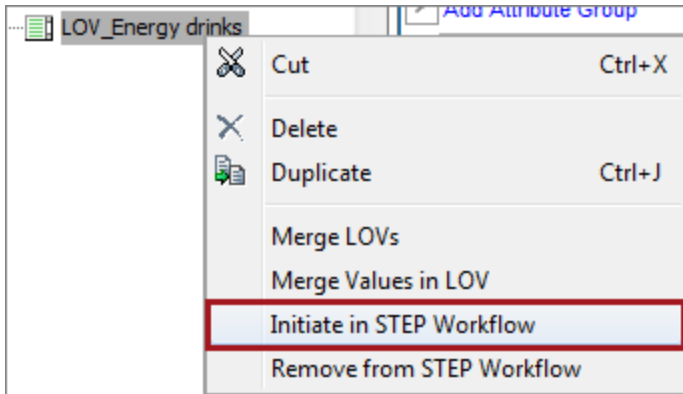 Add Attribute Group
LOV_Energy drinks
Cut Ctrl+X
Delete
Duplicate Ctrl+J
Merge LOVs
Merge Values in LOV
Initiate in STEP Workflow
Remove from STEP Workflow